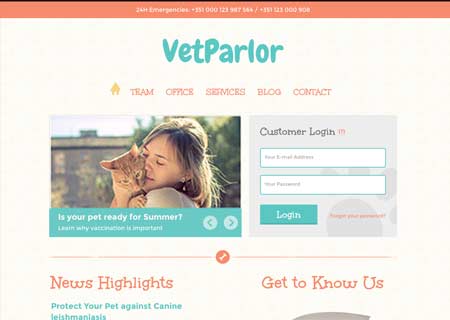 24H Emergencies: +351 000 123 987 564 / +351 123 000 908
VetParlor
TEAM OFFICE SERVICES BLOG CONTACT
Is your pet ready for Summer?
Learn why vaccination is important
Customer Login (?)
Your E-mail Address
Your Password
Login
Forgot your password?
News Highlights
Get to Know Us
Protect Your Pet against Canine
leishmaniasis